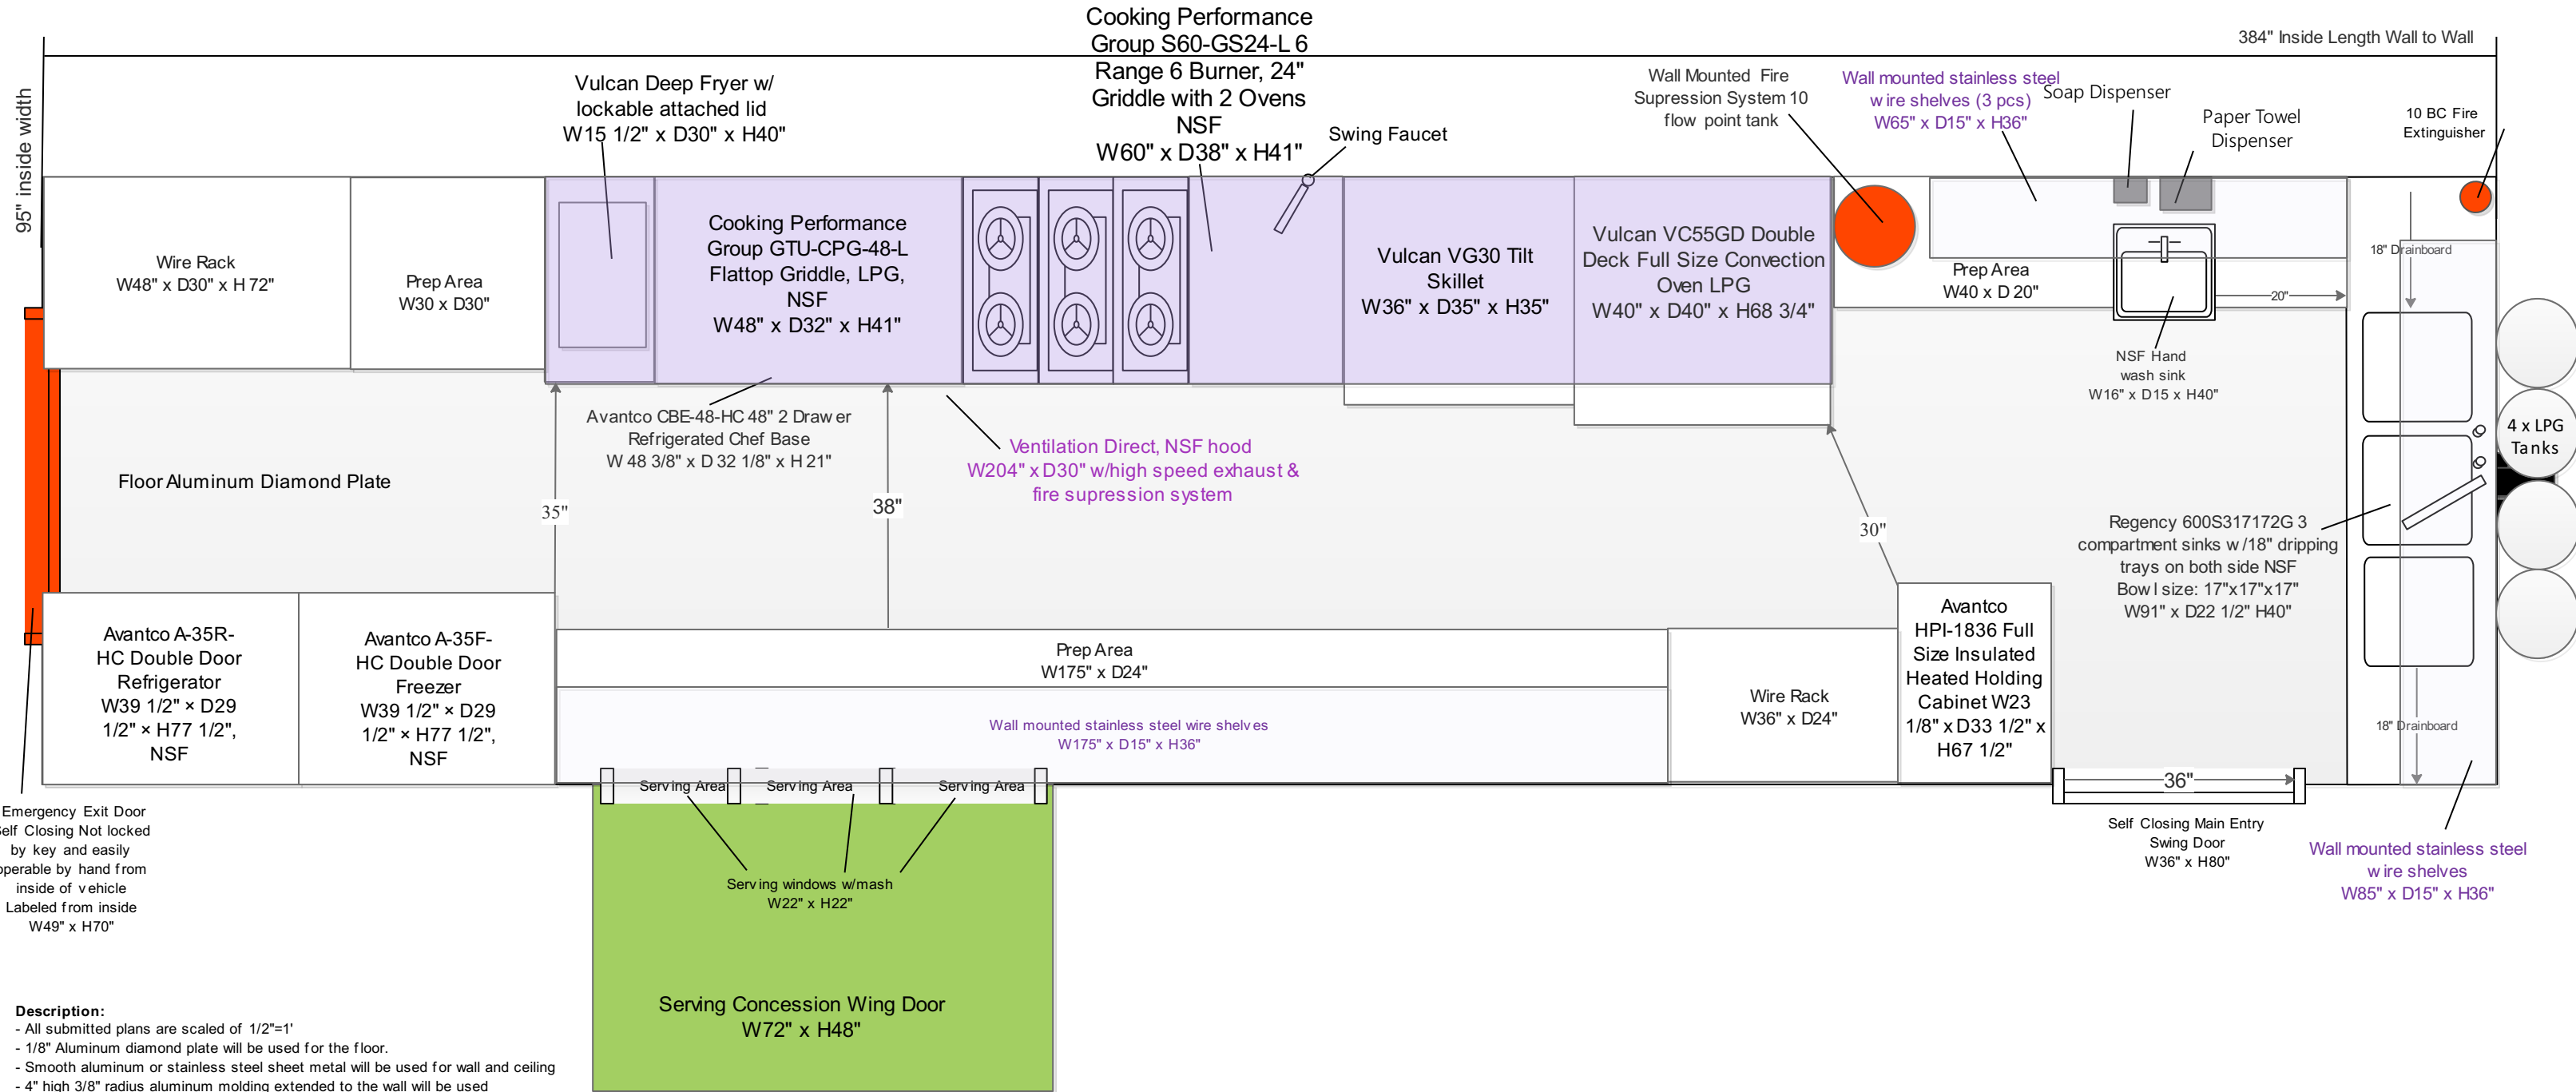 Cooking Performance
Group S60-GS24-L 6
Range 6 Burner, 24"
Griddle with 2 Ovens
NSF
W60" x D38" x H41"
384" Inside Length Wall to Wall
95" inside width
Vulcan Deep Fryer w/
lockable attached lid
W15 1/2" x D30" x H40"
Swing Faucet
Wall Mounted Fire
Supression System 10
flow point tank
Wall mounted stainless steel
wire shelves (3 pcs)
W65" x D15" x H36"
Soap Dispenser
Paper Towel
Dispenser
10 BC Fire
Extinguisher
Wire Rack
W48" x D30" x H 72"
Prep Area
W30 x D30"
Cooking Performance
Group GTU-CPG-48-L
Flattop Griddle, LPG,
NSF
W48" x D32" x H41"
Vulcan VG30 Tilt
Skillet
W36" x D35" x H35"
Vulcan VC55GD Double
Deck Full Size Convection
Oven LPG
W40" x D40" x H68 3/4"
Prep Area
W40 x D 20"
20"
18" Drainboard
NSF Hand
wash sink
W16" x D15 x H40"
4 x LPG
Tanks
Avantco CBE-48-HC 48" 2 Drawer
Refrigerated Chef Base
W 48 3/8" x D 32 1/8" x H 21"
Ventilation Direct, NSF hood
W204" x D30" w/high speed exhaust &
fire supression system
Floor Aluminum Diamond Plate
35"
38"
30"
Regency 600S317172G 3
compartment sinks w/18" dripping
trays on both side NSF
Bowl size: 17"x17"x17"
W91" x D22 1/2" H40"
Avantco A-35R-
HC Double Door
Refrigerator
W39 1/2" × D29
1/2" × H77 1/2",
NSF
Avantco A-35F-
HC Double Door
Freezer
W39 1/2" × D29
1/2" × H77 1/2",
NSF
Prep Area
W175" x D24"
Wall mounted stainless steel wire shelves
W175" x D15" x H36"
Wire Rack
W36" x D24"
Avantco
HPI-1836 Full
Size Insulated
Heated Holding
Cabinet W23
1/8" x D33 1/2" x
H67 1/2"
18" Drainboard
36"
Serving Area
Serving Area
Serving Area
Serving windows w/mash
W22" x H22"
Serving Concession Wing Door
W72" x H48"
Self Closing Main Entry
Swing Door
W36" x H80"
Wall mounted stainless steel
wire shelves
W85" x D15" x H36"
Emergency Exit Door
Self Closing Not locked
by key and easily
operable by hand from
inside of vehicle
Labeled from inside
W49" x H70"
Description:
- All submitted plans are scaled of 1/2"=1'
- 1/8" Aluminum diamond plate will be used for the floor.
- Smooth aluminum or stainless steel sheet metal will be used for wall and ceiling
- 4" high 3/8" radius aluminum molding extended to the wall will be used